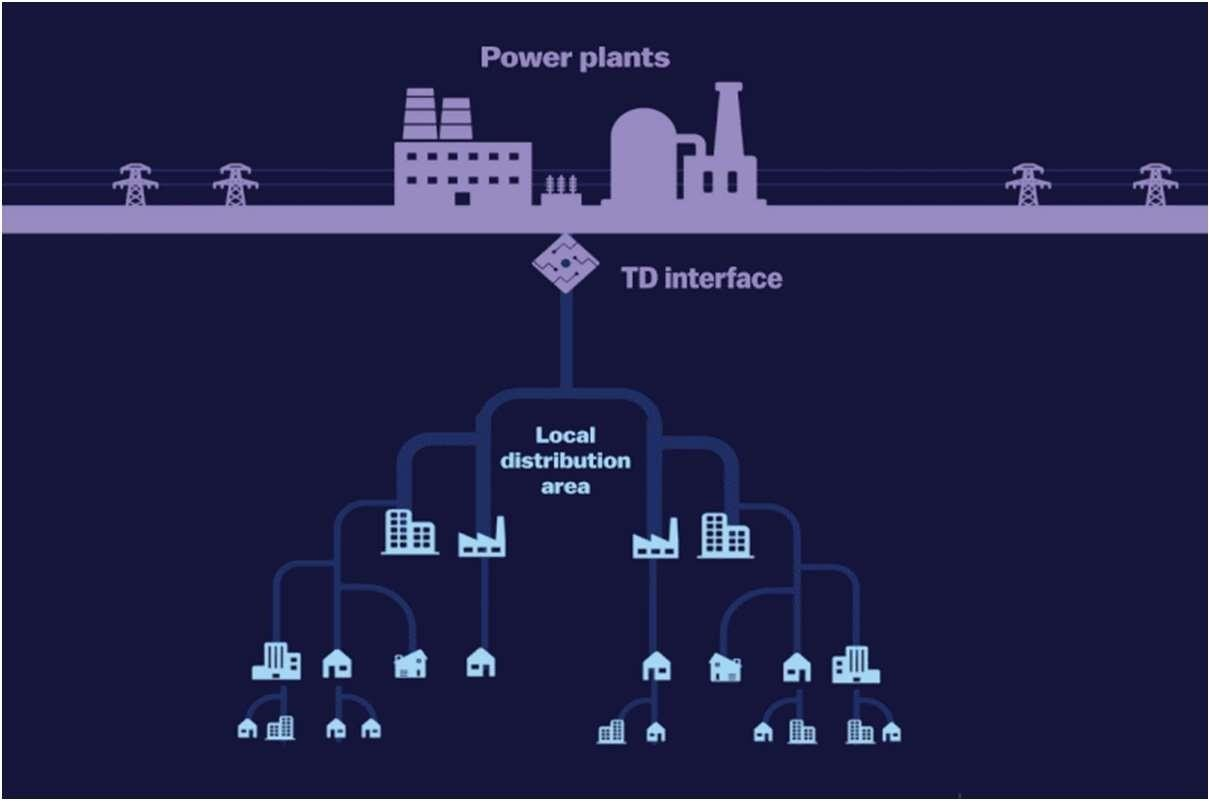 Power plants
TD interface
Local
distribution
area